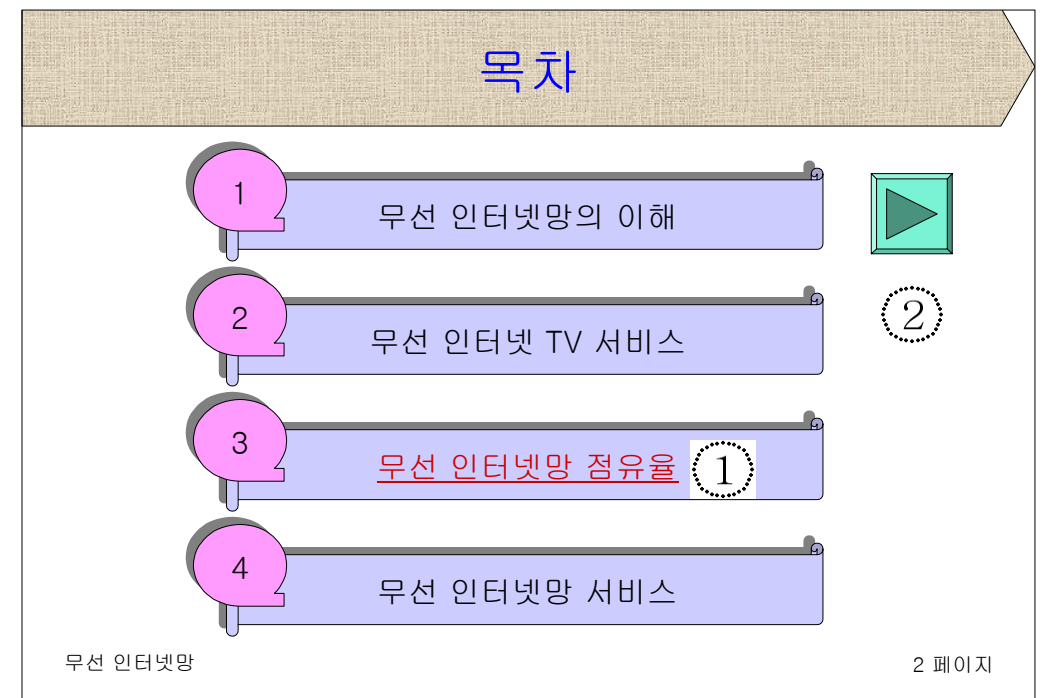 목차
1
무선 인터넷망의 이해
2
무선 인터넷 TV 서비스
②
3
무선 인터넷망 점유율 ①
4
무선 인터넷망 서비스
무선 인터넷망
2 페이지